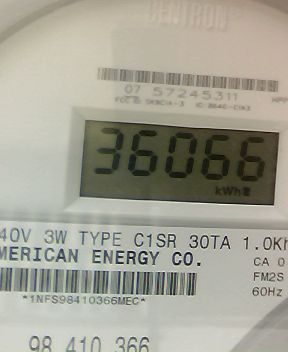 CENTRON
07 57245311
36066
kWh
40V 3W TYPE C1SR 30TA 1.0Kh
MERICAN ENERGY CO.
CA 0
FM2S
60Hz
*1NFS98410366MEC*
98 410 366